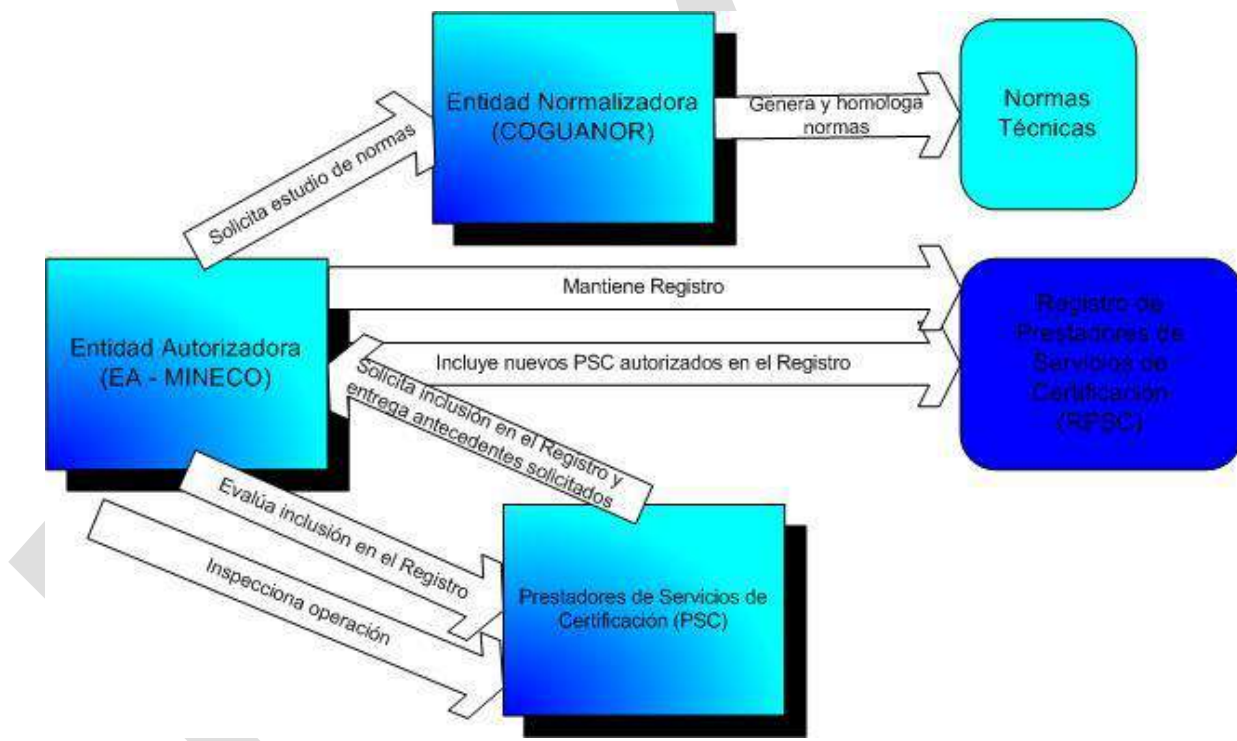 Entidad Normalizadora
(COGUANOR)
Genera y homologa
normas
Normas
Técnicas
Solicita estudio de normas
Entidad Autorizadora
(EA - MINECO)
Mantiene Registro
Incluye nuevos PSC autorizados en el Registro
Registro de
Prestadores de
Servicios de
Certificación
(RPSC)
Solicita inclusión en el Registro y
entrega antecedentes solicitados
Evalúa inclusión en el Registro
Inspecciona operación
Prestadores de Servicios de
Certificación (PSC)